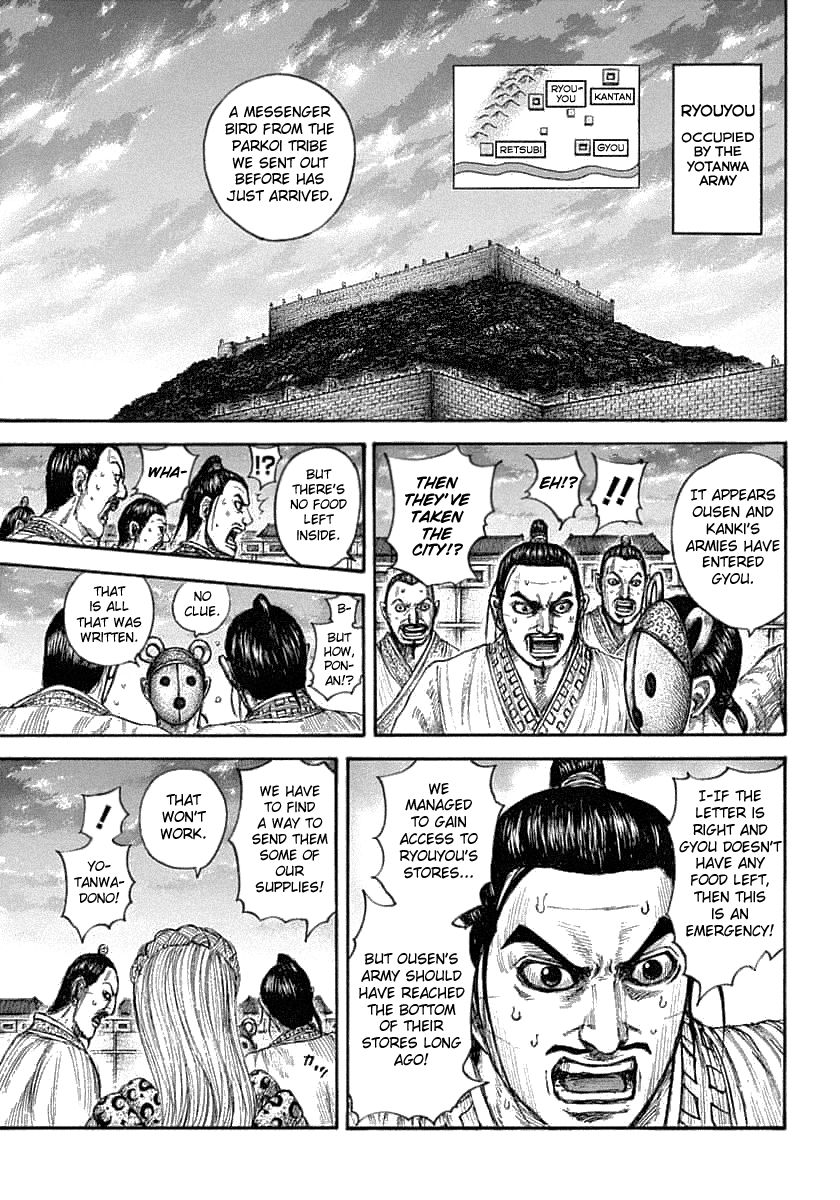 RYOUYOU
OCCUPIED
BY THE
YOTANWA
ARMY
RYOU-
YOU
KANTAN
RETSUBI
GYOU
A MESSENGER
BIRD FROM THE
PARKOI TRIBE
WE SENT OUT
BEFORE HAS
JUST ARRIVED.
IT APPEARS
OUSEN AND
KANKI'S
ARMIES HAVE
ENTERED
GYOU.
!!
EH!?
THEN
THEY'VE
TAKEN
THE
CITY!?
BUT
THERE'S
NO FOOD
LEFT
INSIDE.
!?
WHA-
B-
BUT
HOW,
PON-
AN!?
NO
CLUE.
THAT
IS ALL
THAT WAS
WRITTEN.
I-IF THE
LETTER IS
RIGHT AND
GYOU DOESN'T
HAVE ANY
FOOD LEFT,
THEN THIS
IS AN
EMERGENCY!
WE
MANAGED
TO GAIN
ACCESS TO
RYOUYOU'S
STORES...
BUT OUSEN'S
ARMY SHOULD
HAVE REACHED
THE BOTTOM
OF THEIR
STORES LONG
AGO!
WE HAVE
TO FIND
A WAY TO
SEND THEM
SOME OF
OUR
SUPPLIES!
THAT
WON'T
WORK.
!
YO-
TANWA-
DONO!
カッ